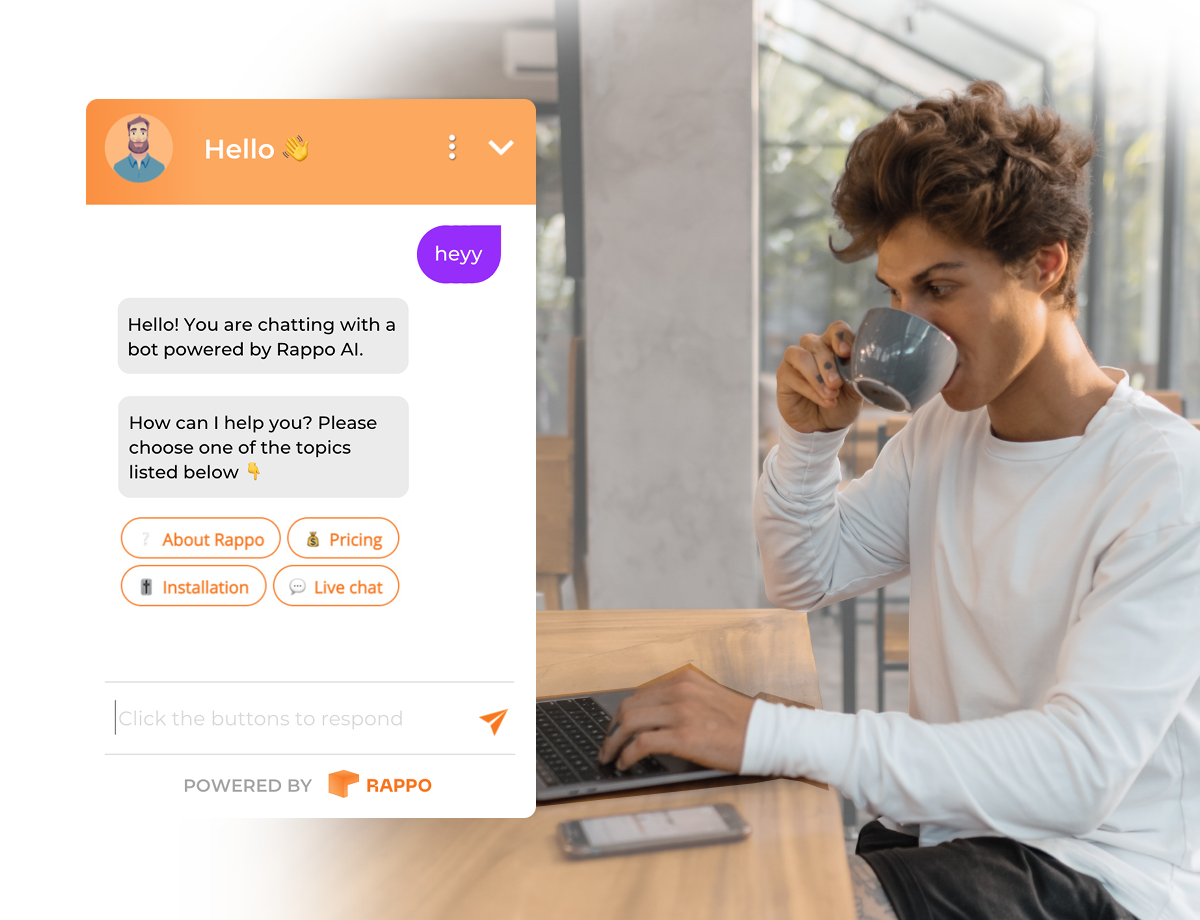 Hello 👋
heyy
Hello! You are chatting with a
bot powered by Rappo AI.
How can I help you? Please
choose one of the topics
listed below 👇
❔ About Rappo
💰 Pricing
🎚 Installation
💬 Live chat
Click the buttons to respond
POWERED BY RAPPO